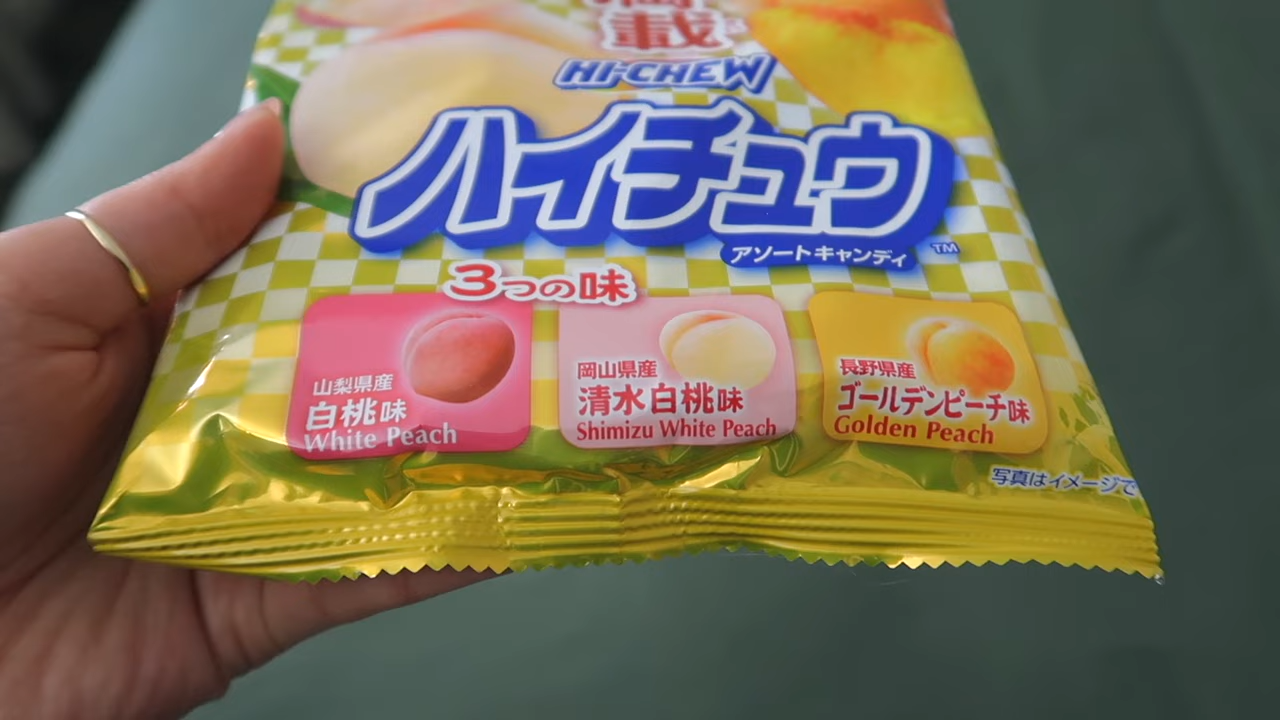 載
HI-CHEW
ハイチュウ
アソートキャンディ
TM
3つの味
山梨県産
白桃味
White Peach
岡山県産
清水白桃味
Shimizu White Peach
長野県産
ゴールデンピーチ味
Golden Peach
写真はイメージで